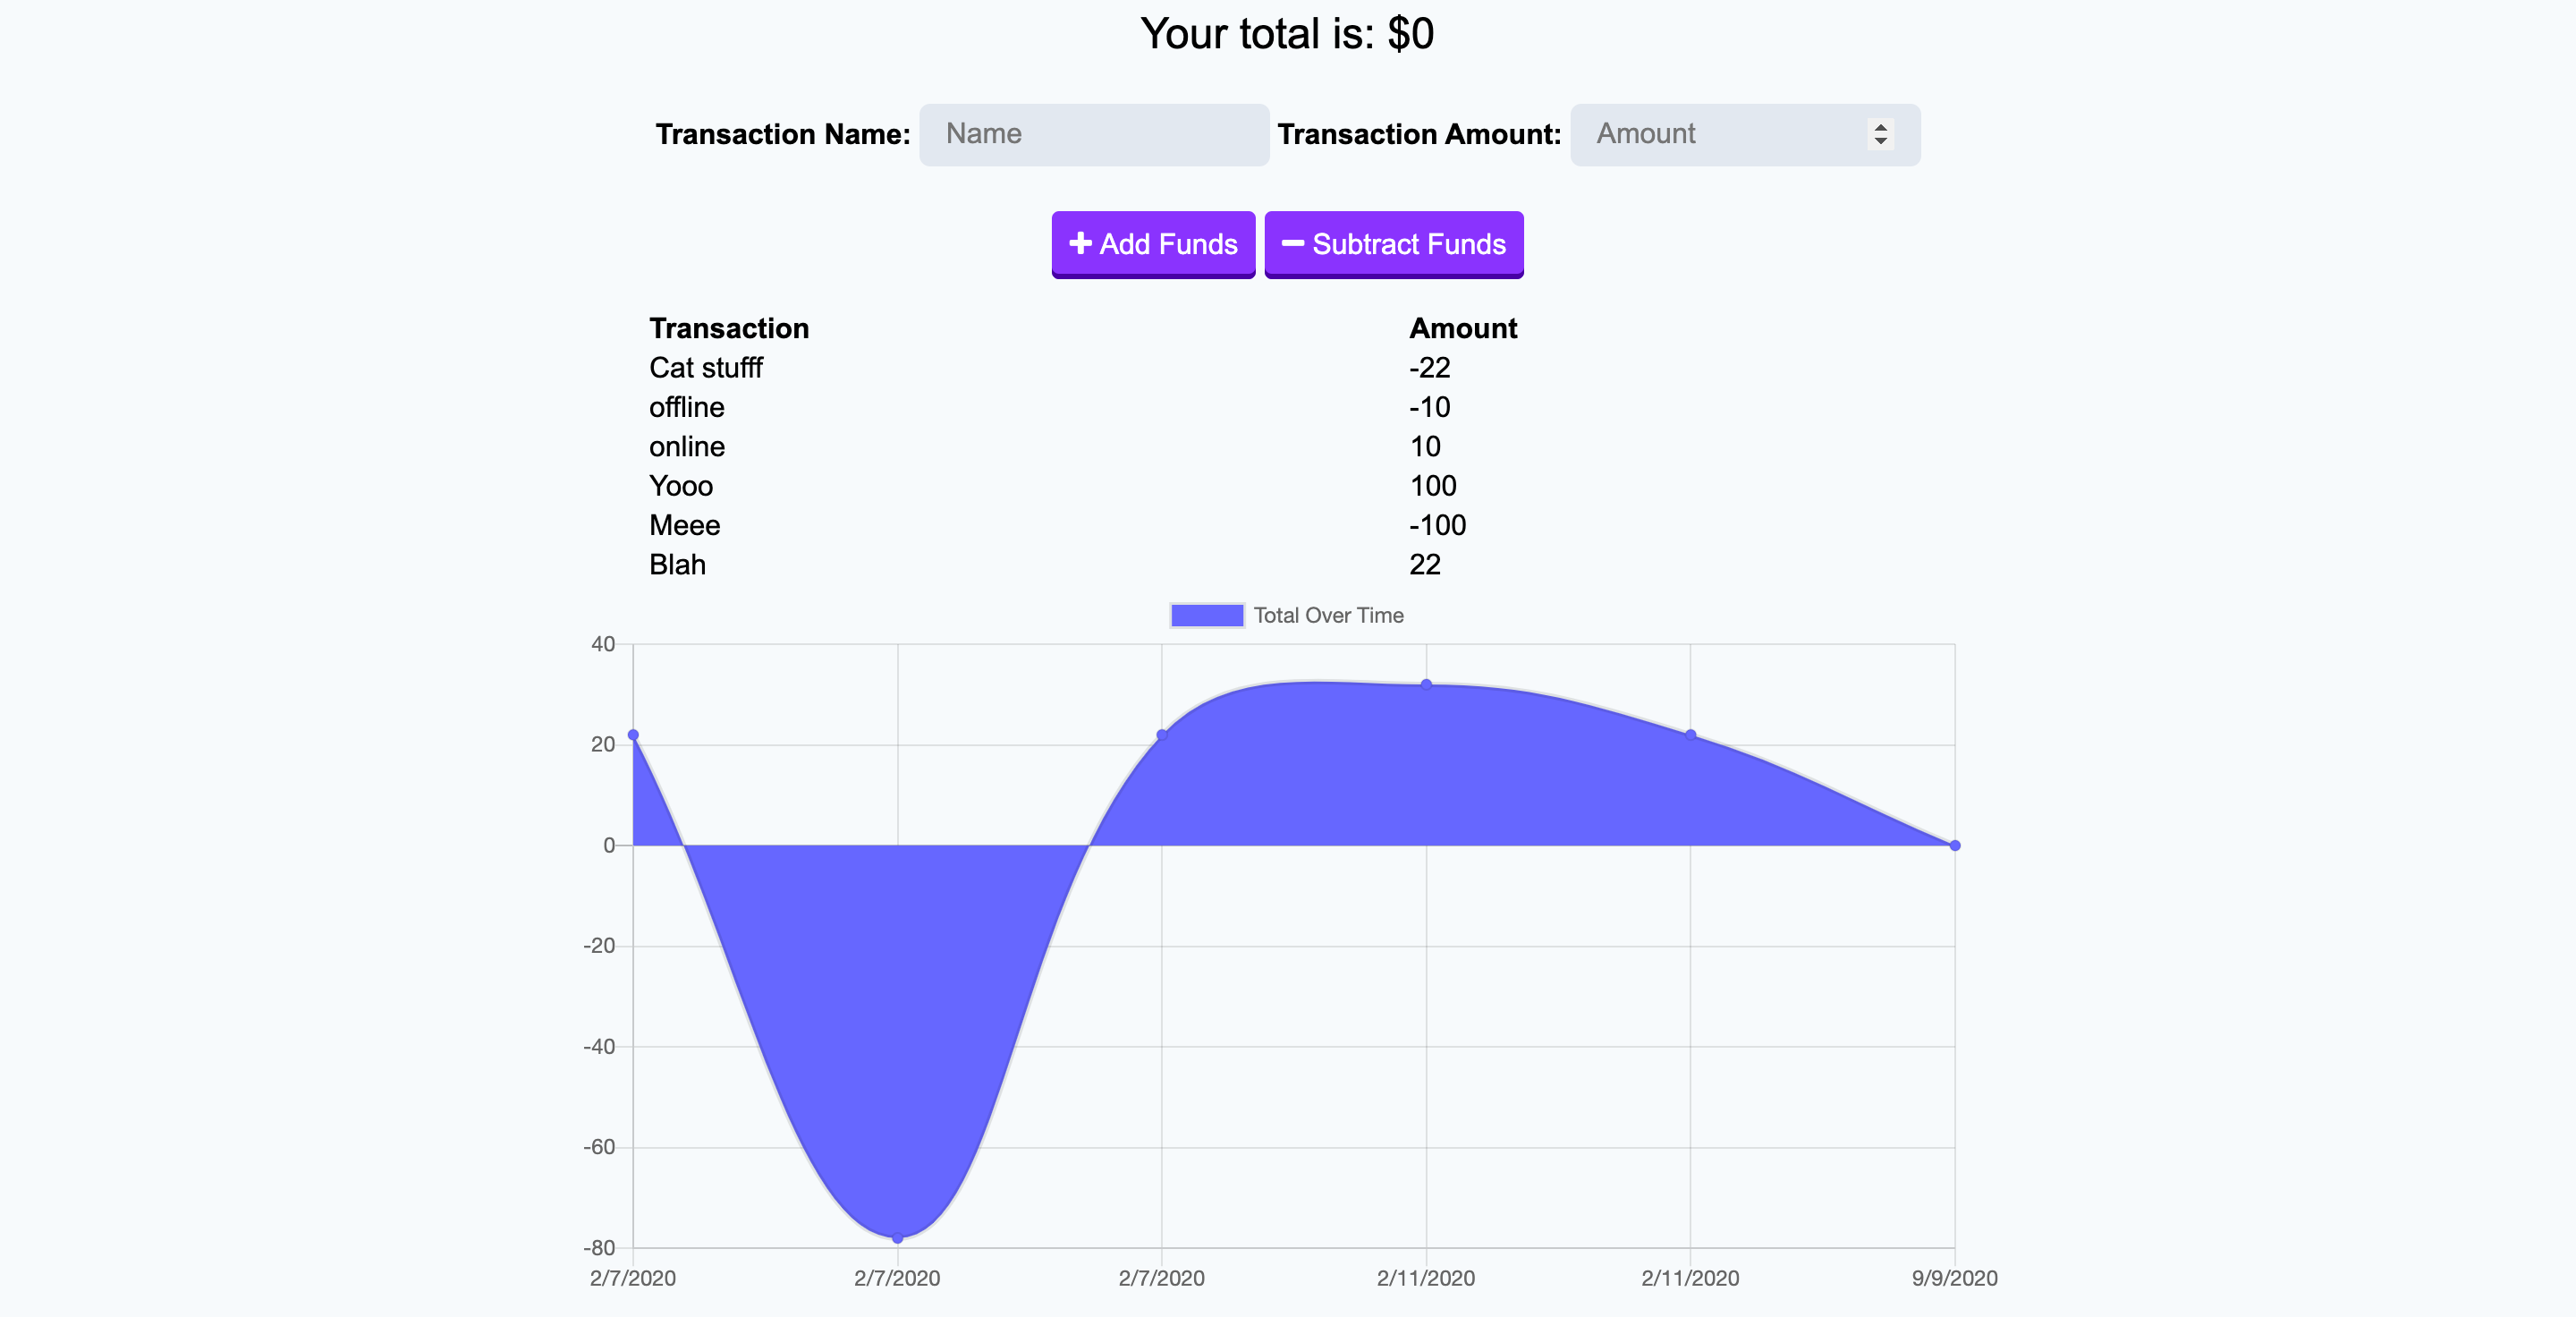 Your total is: $0
Transaction Name: Name Transaction Amount: Amount
Add Funds Subtract Funds
Transaction Amount
Cat stufff -22
offline -10
online 10
Yooo 100
Meee -100
Blah 22
Total Over Time
40
20
0
-20
-40
-60
-80
2/7/2020 2/7/2020 2/7/2020 2/11/2020 2/11/2020 9/9/2020